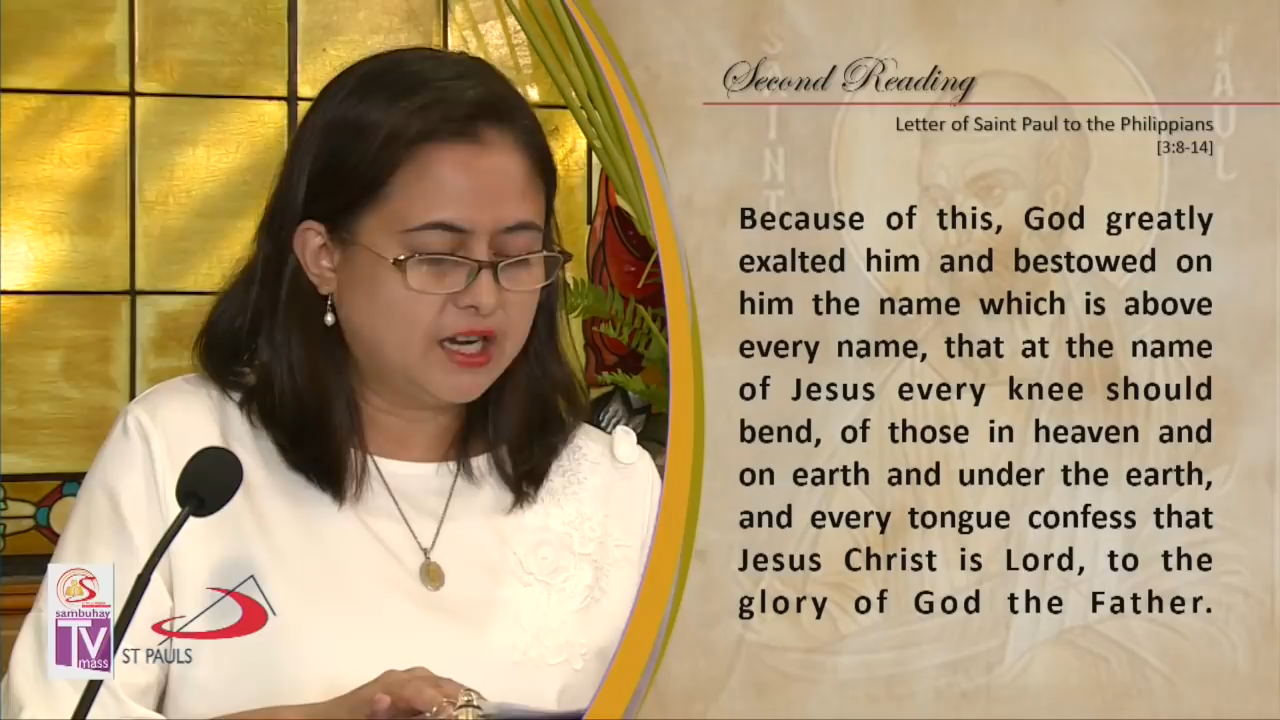 Second Reading
Letter of Saint Paul to the Philippians
[3:8-14]
SAINT
PAUL
Because of this, God greatly
exalted him and bestowed on
him the name which is above
every name, that at the name
of Jesus every knee should
bend, of those in heaven and
on earth and under the earth,
and every tongue confess that
Jesus Christ is Lord, to the
glory of God the Father.
sambuhay
TV
mass
ST PAULS